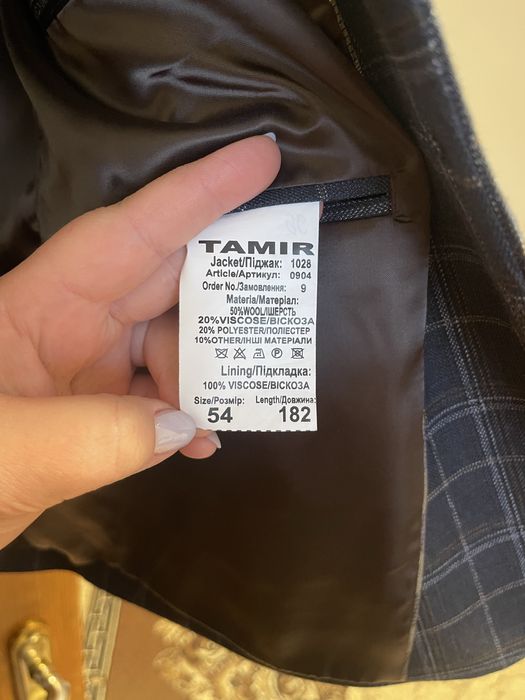 TAMIR
Jacket/Піджак: 1028
Article/Артикул: 0904
Order No./Замовлення: 9
Materia/Матеріал:
50%WOOL/ШЕРСТЬ
20%VISCOSE/ВІСКОЗА
20% POLYESTER/ПОЛІЕСТЕР
10%OTHER/ІНШІ МАТЕРІАЛИ
Lining/Підкладка:
100% VISCOSE/ВІСКОЗА
Size/Розмір: Length/Довжина:
54 182